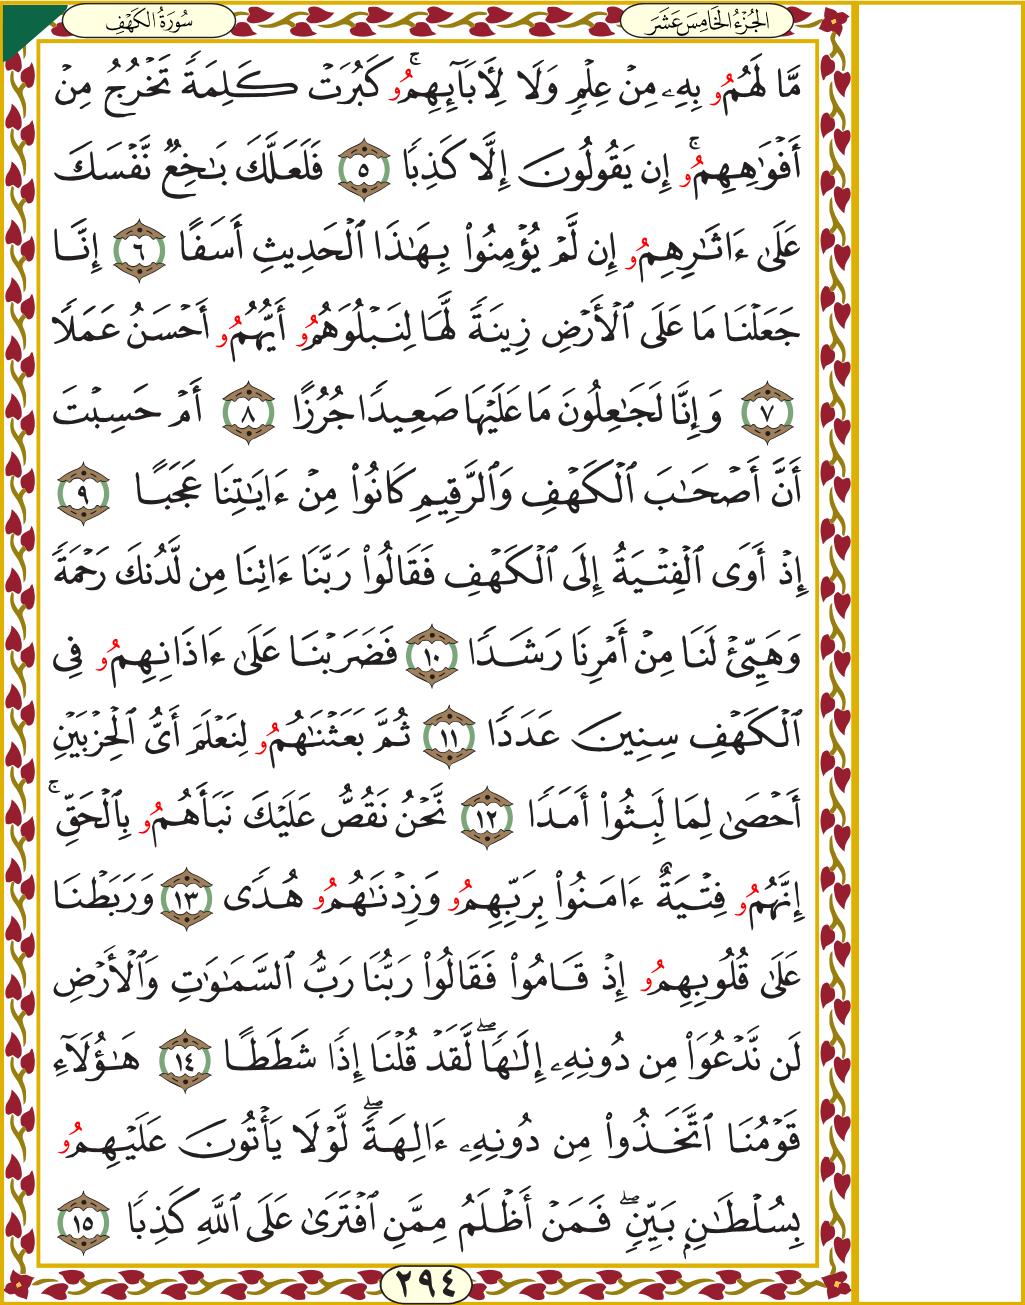 الجُزْءُ الخَامِسَ عَشَرَ
سُورَةُ الكَهْفِ
مَّا لَهُمُۥ بِهِۦ مِنْ عِلْمٍ وَلَا لِأٓبَآئِهِمُۥۚ كَبُرَتْ كَلِمَةً تَخْرُجُ مِنْ
أَفْوَٰهِهِمُۥۚ إِن يَقُولُونَ إِلَّا كَذِبًا ٥ فَلَعَلَّكَ بَٰخِعٌ نَّفْسَكَ
عَلَىٰ ءَاثَٰرِهِمُۥ إِن لَّمْ يُؤْمِنُوا۟ بِهَٰذَا ٱلْحَدِيثِ أَسَفًا ٦ إِنَّا
جَعَلْنَا مَا عَلَى ٱلْأَرْضِ زِينَةً لَّهَا لِنَبْلُوَهُمُۥ أَيُّهُمُۥ أَحْسَنُ عَمَلًا
٧ وَإِنَّا لَجَٰعِلُونَ مَا عَلَيْهَا صَعِيدًا جُرُزًا ٨ أَمْ حَسِبْتَ
أَنَّ أَصْحَٰبَ ٱلْكَهْفِ وَٱلرَّقِيمِ كَانُوا۟ مِنْ ءَايَٰتِنَا عَجَبًا ٩
إِذْ أَوَى ٱلْفِتْيَةُ إِلَى ٱلْكَهْفِ فَقَالُوا۟ رَبَّنَا ءَاتِنَا مِن لَّدُنكَ رَحْمَةً
وَهَيِّئْ لَنَا مِنْ أَمْرِنَا رَشَدًا ١٠ فَضَرَبْنَا عَلَىٰ ءَاذَانِهِمُۥ فِى
ٱلْكَهْفِ سِنِينَ عَدَدًا ١١ ثُمَّ بَعَثْنَٰهُمُۥ لِنَعْلَمَ أَىُّ ٱلْحِزْبَيْنِ
أَحْصَىٰ لِمَا لَبِثُوا۟ أَمَدًا ١٢ نَّحْنُ نَقُصُّ عَلَيْكَ نَبَأَهُمُۥ بِٱلْحَقِّۚ
إِنَّهُمُۥ فِتْيَةٌ ءَامَنُوا۟ بِرَبِّهِمُۥ وَزِدْنَٰهُمُۥ هُدًى ١٣ وَرَبَطْنَا
عَلَىٰ قُلُوبِهِمُۥ إِذْ قَامُوا۟ فَقَالُوا۟ رَبُّنَا رَبُّ ٱلسَّمَٰوَٰتِ وَٱلْأَرْضِ
لَن نَّدْعُوَا۟ مِن دُونِهِۦ إِلَٰهًاۖ لَّقَدْ قُلْنَا إِذًا شَطَطًا ١٤ هَٰٓؤُلَآءِ
قَوْمُنَا ٱتَّخَذُوا۟ مِن دُونِهِۦ ءَالِهَةًۖ لَّوْلَا يَأْتُونَ عَلَيْهِمُۥ
بِسُلْطَٰنٍۭ بَيِّنٍۖ فَمَنْ أَظْلَمُ مِمَّنِ ٱفْتَرَىٰ عَلَى ٱللَّهِ كَذِبًا ١٥
٢٩٤